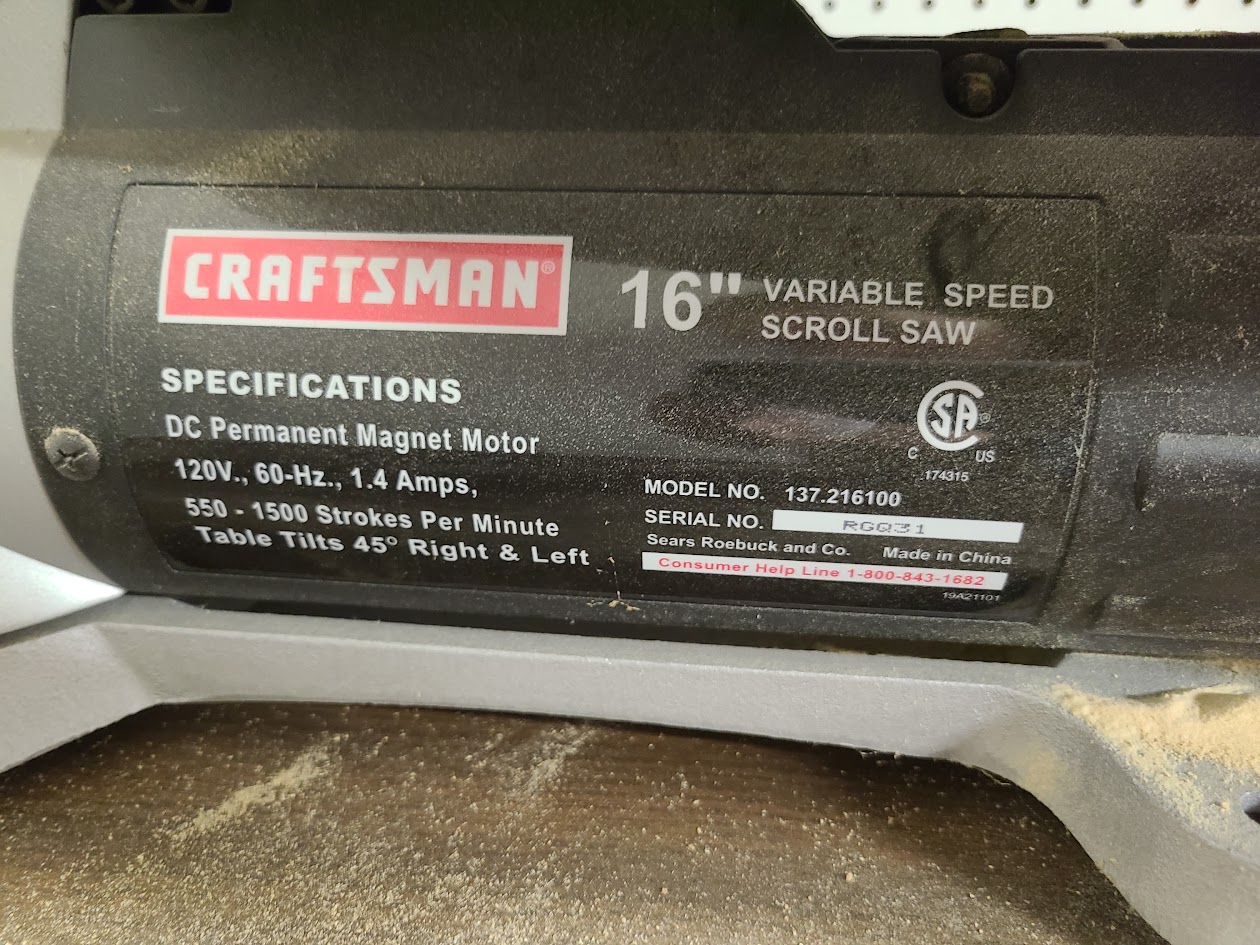 CRAFTSMAN®
16" VARIABLE SPEED
SCROLL SAW
SPECIFICATIONS
DC Permanent Magnet Motor
120V., 60-Hz., 1.4 Amps,
550 - 1500 Strokes Per Minute
Table Tilts 45° Right & Left
SA®
C US
174315
MODEL NO. 137.216100
SERIAL NO. RGQ31
Sears Roebuck and Co. Made in China
Consumer Help Line 1-800-843-1682
19A21101